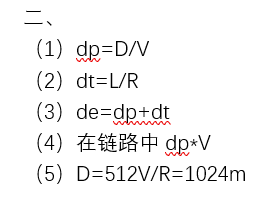 二、
（1）dp=D/V
（2）dt=L/R
（3）de=dp+dt
（4）在链路中 dp*V
（5）D=512V/R=1024m